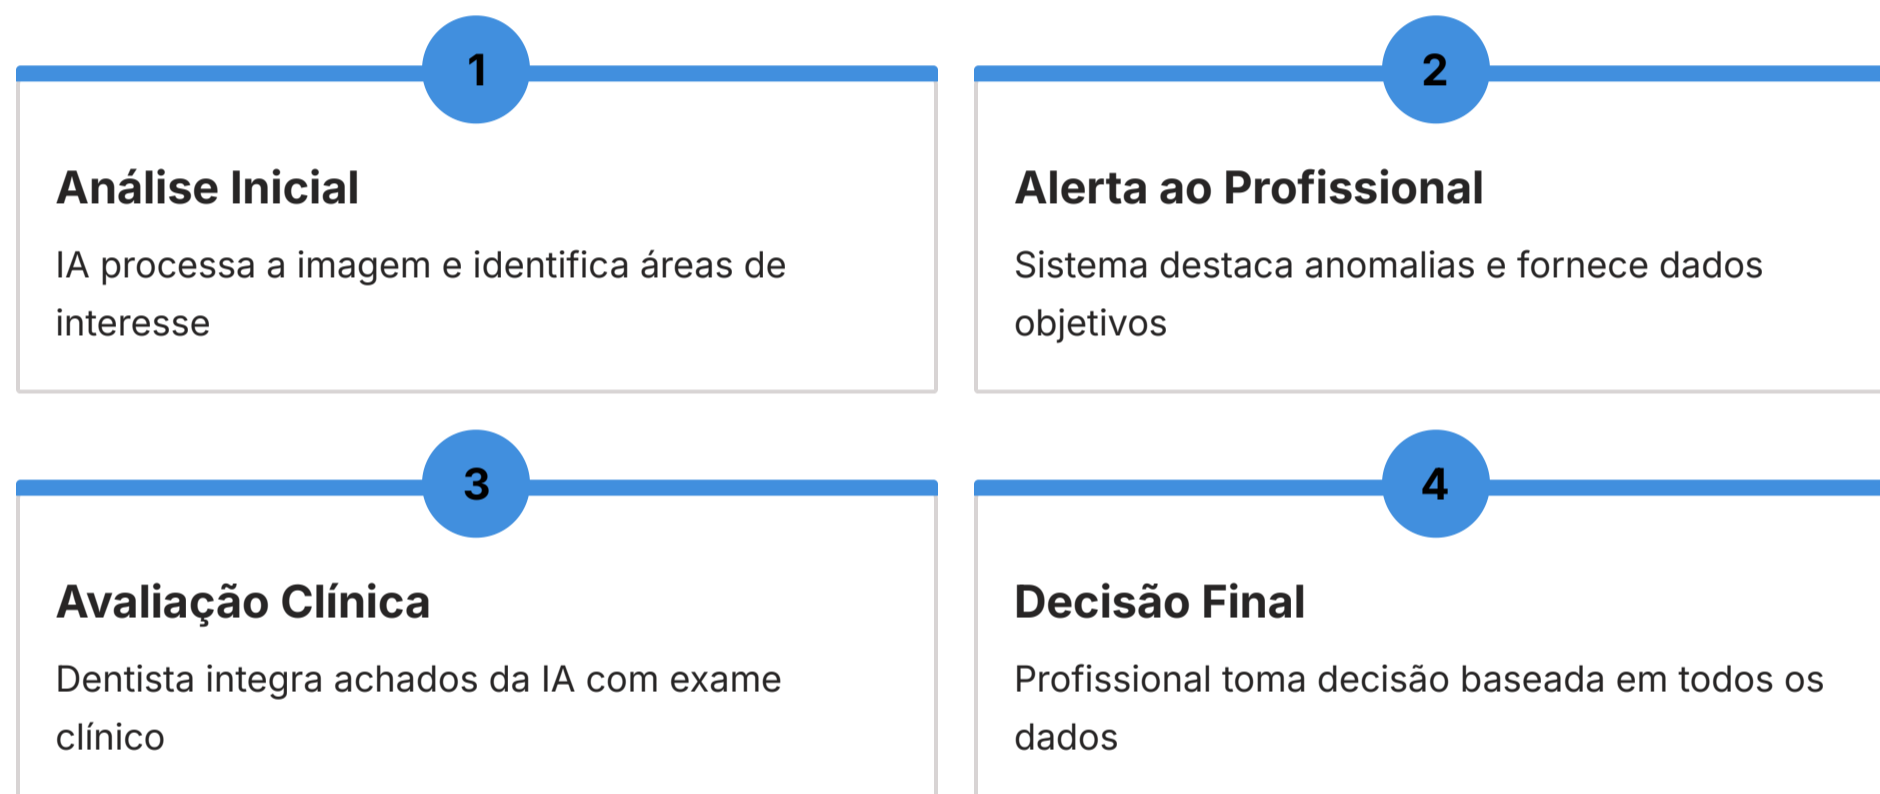 1
Análise Inicial
IA processa a imagem e identifica áreas de
interesse
2
Alerta ao Profissional
Sistema destaca anomalias e fornece dados
objetivos
3
Avaliação Clínica
Dentista integra achados da IA com exame
clínico
4
Decisão Final
Profissional toma decisão baseada em todos os
dados